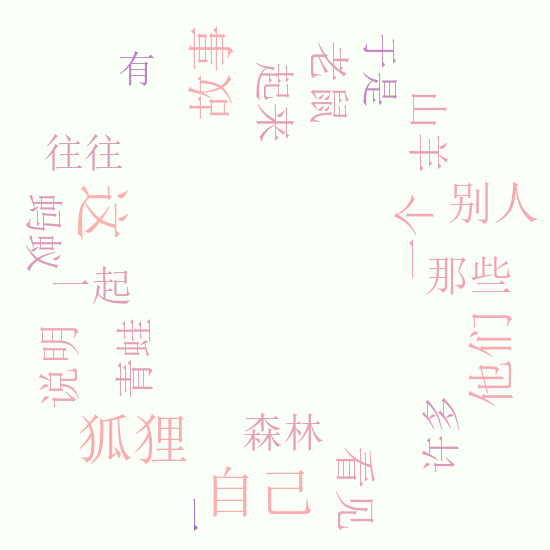 有
故事
起来
老鼠
于是
山羊
往往
这
蚂蚁
一个
别人
那些
一起
说明
青蛙
他们
狐狸
森林
许多
看见
自己
一